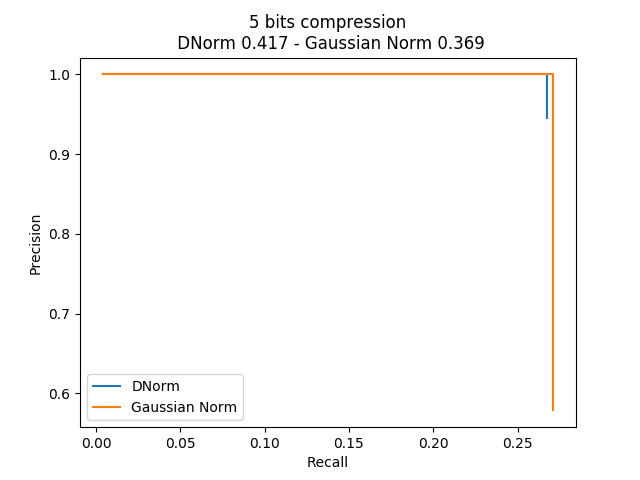 5 bits compression
DNorm 0.417 - Gaussian Norm 0.369
1.0
0.9
0.8
0.7
0.6
Precision
DNorm
Gaussian Norm
0.00 0.05 0.10 0.15 0.20 0.25
Recall